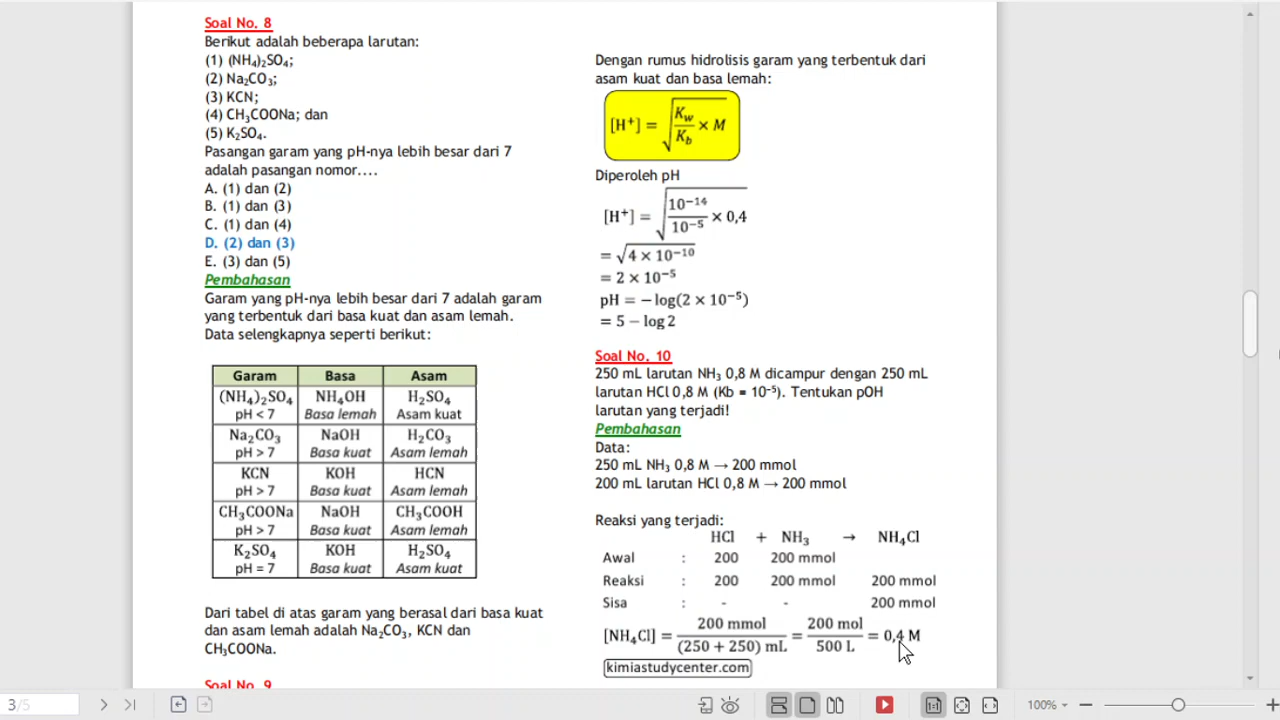 Soal No. 8
Berikut adalah beberapa larutan:
(1) (NH₄)₂SO₄;
(2) Na₂CO₃;
(3) KCN;
(4) CH₃COONa; dan
(5) K₂SO₄.
Pasangan garam yang pH-nya lebih besar dari 7
adalah pasangan nomor....
A. (1) dan (2)
B. (1) dan (3)
C. (1) dan (4)
D. (2) dan (3)
E. (3) dan (5)
Pembahasan
Garam yang pH-nya lebih besar dari 7 adalah garam
yang terbentuk dari basa kuat dan asam lemah.
Data selengkapnya seperti berikut:
Garam Basa Asam
(NH₄)₂SO₄ NH₄OH H₂SO₄
pH < 7 Basa lemah Asam kuat
Na₂CO₃ NaOH H₂CO₃
pH > 7 Basa kuat Asam lemah
KCN KOH HCN
pH > 7 Basa kuat Asam lemah
CH₃COONa NaOH CH₃COOH
pH > 7 Basa kuat Asam lemah
K₂SO₄ KOH H₂SO₄
pH = 7 Basa kuat Asam kuat
Dari tabel di atas garam yang berasal dari basa kuat
dan asam lemah adalah Na₂CO₃, KCN dan
CH₃COONa.
Soal No. 9
Dengan rumus hidrolisis garam yang terbentuk dari
asam kuat dan basa lemah:
[H⁺] = √(K_w/K_b × M)
Diperoleh pH
[H⁺] = √(10⁻¹⁴/10⁻⁵ × 0,4)
= √(4 × 10⁻¹⁰)
= 2 × 10⁻⁵
pH = − log(2 × 10⁻⁵)
= 5 − log 2
Soal No. 10
250 mL larutan NH₃ 0,8 M dicampur dengan 250 mL
larutan HCl 0,8 M (Kb = 10⁻⁵). Tentukan pOH
larutan yang terjadi!
Pembahasan
Data:
250 mL NH₃ 0,8 M → 200 mmol
200 mL larutan HCl 0,8 M → 200 mmol
Reaksi yang terjadi:
HCl + NH₃ → NH₄Cl
Awal : 200 200 mmol
Reaksi : 200 200 mmol 200 mmol
Sisa : - - 200 mmol
[NH₄Cl] = 200 mmol/(250 + 250) mL = 200 mol/500 L = 0,4 M
kimiastudycenter.com
3/5
1:1
100%